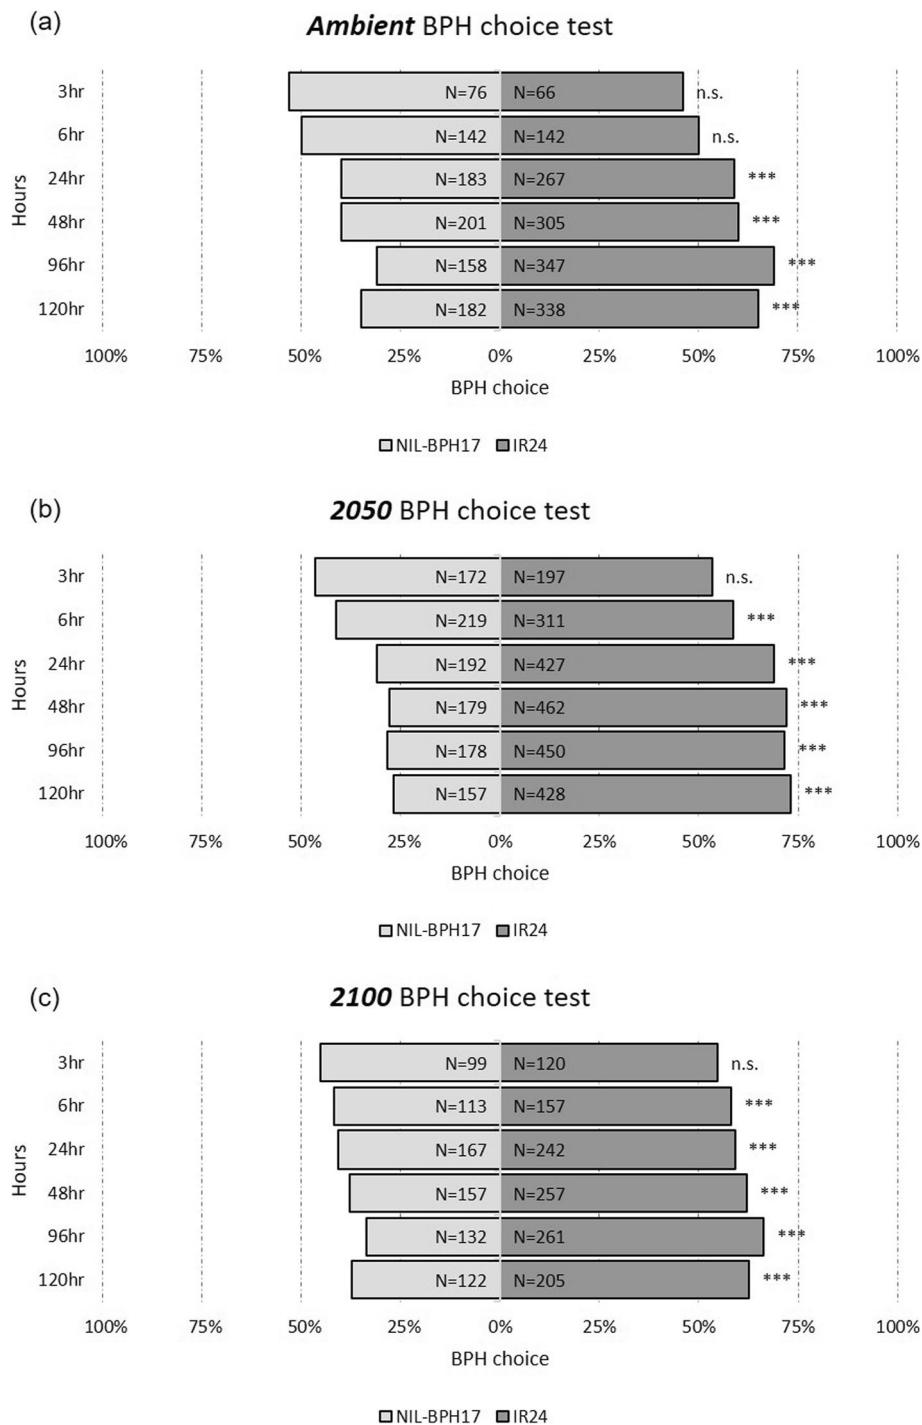 (a)
Ambient BPH choice test
Hours
3hr N=76 N=66 n.s.
6hr N=142 N=142 n.s.
24hr N=183 N=267 ***
48hr N=201 N=305 ***
96hr N=158 N=347 ***
120hr N=182 N=338 ***
100% 75% 50% 25% 0% 25% 50% 75% 100%
BPH choice
NIL-BPH17 IR24
(b)
2050 BPH choice test
Hours
3hr N=172 N=197 n.s.
6hr N=219 N=311 ***
24hr N=192 N=427 ***
48hr N=179 N=462 ***
96hr N=178 N=450 ***
120hr N=157 N=428 ***
100% 75% 50% 25% 0% 25% 50% 75% 100%
BPH choice
NIL-BPH17 IR24
(c)
2100 BPH choice test
Hours
3hr N=99 N=120 n.s.
6hr N=113 N=157 ***
24hr N=167 N=242 ***
48hr N=157 N=257 ***
96hr N=132 N=261 ***
120hr N=122 N=205 ***
100% 75% 50% 25% 0% 25% 50% 75% 100%
BPH choice
NIL-BPH17 IR24